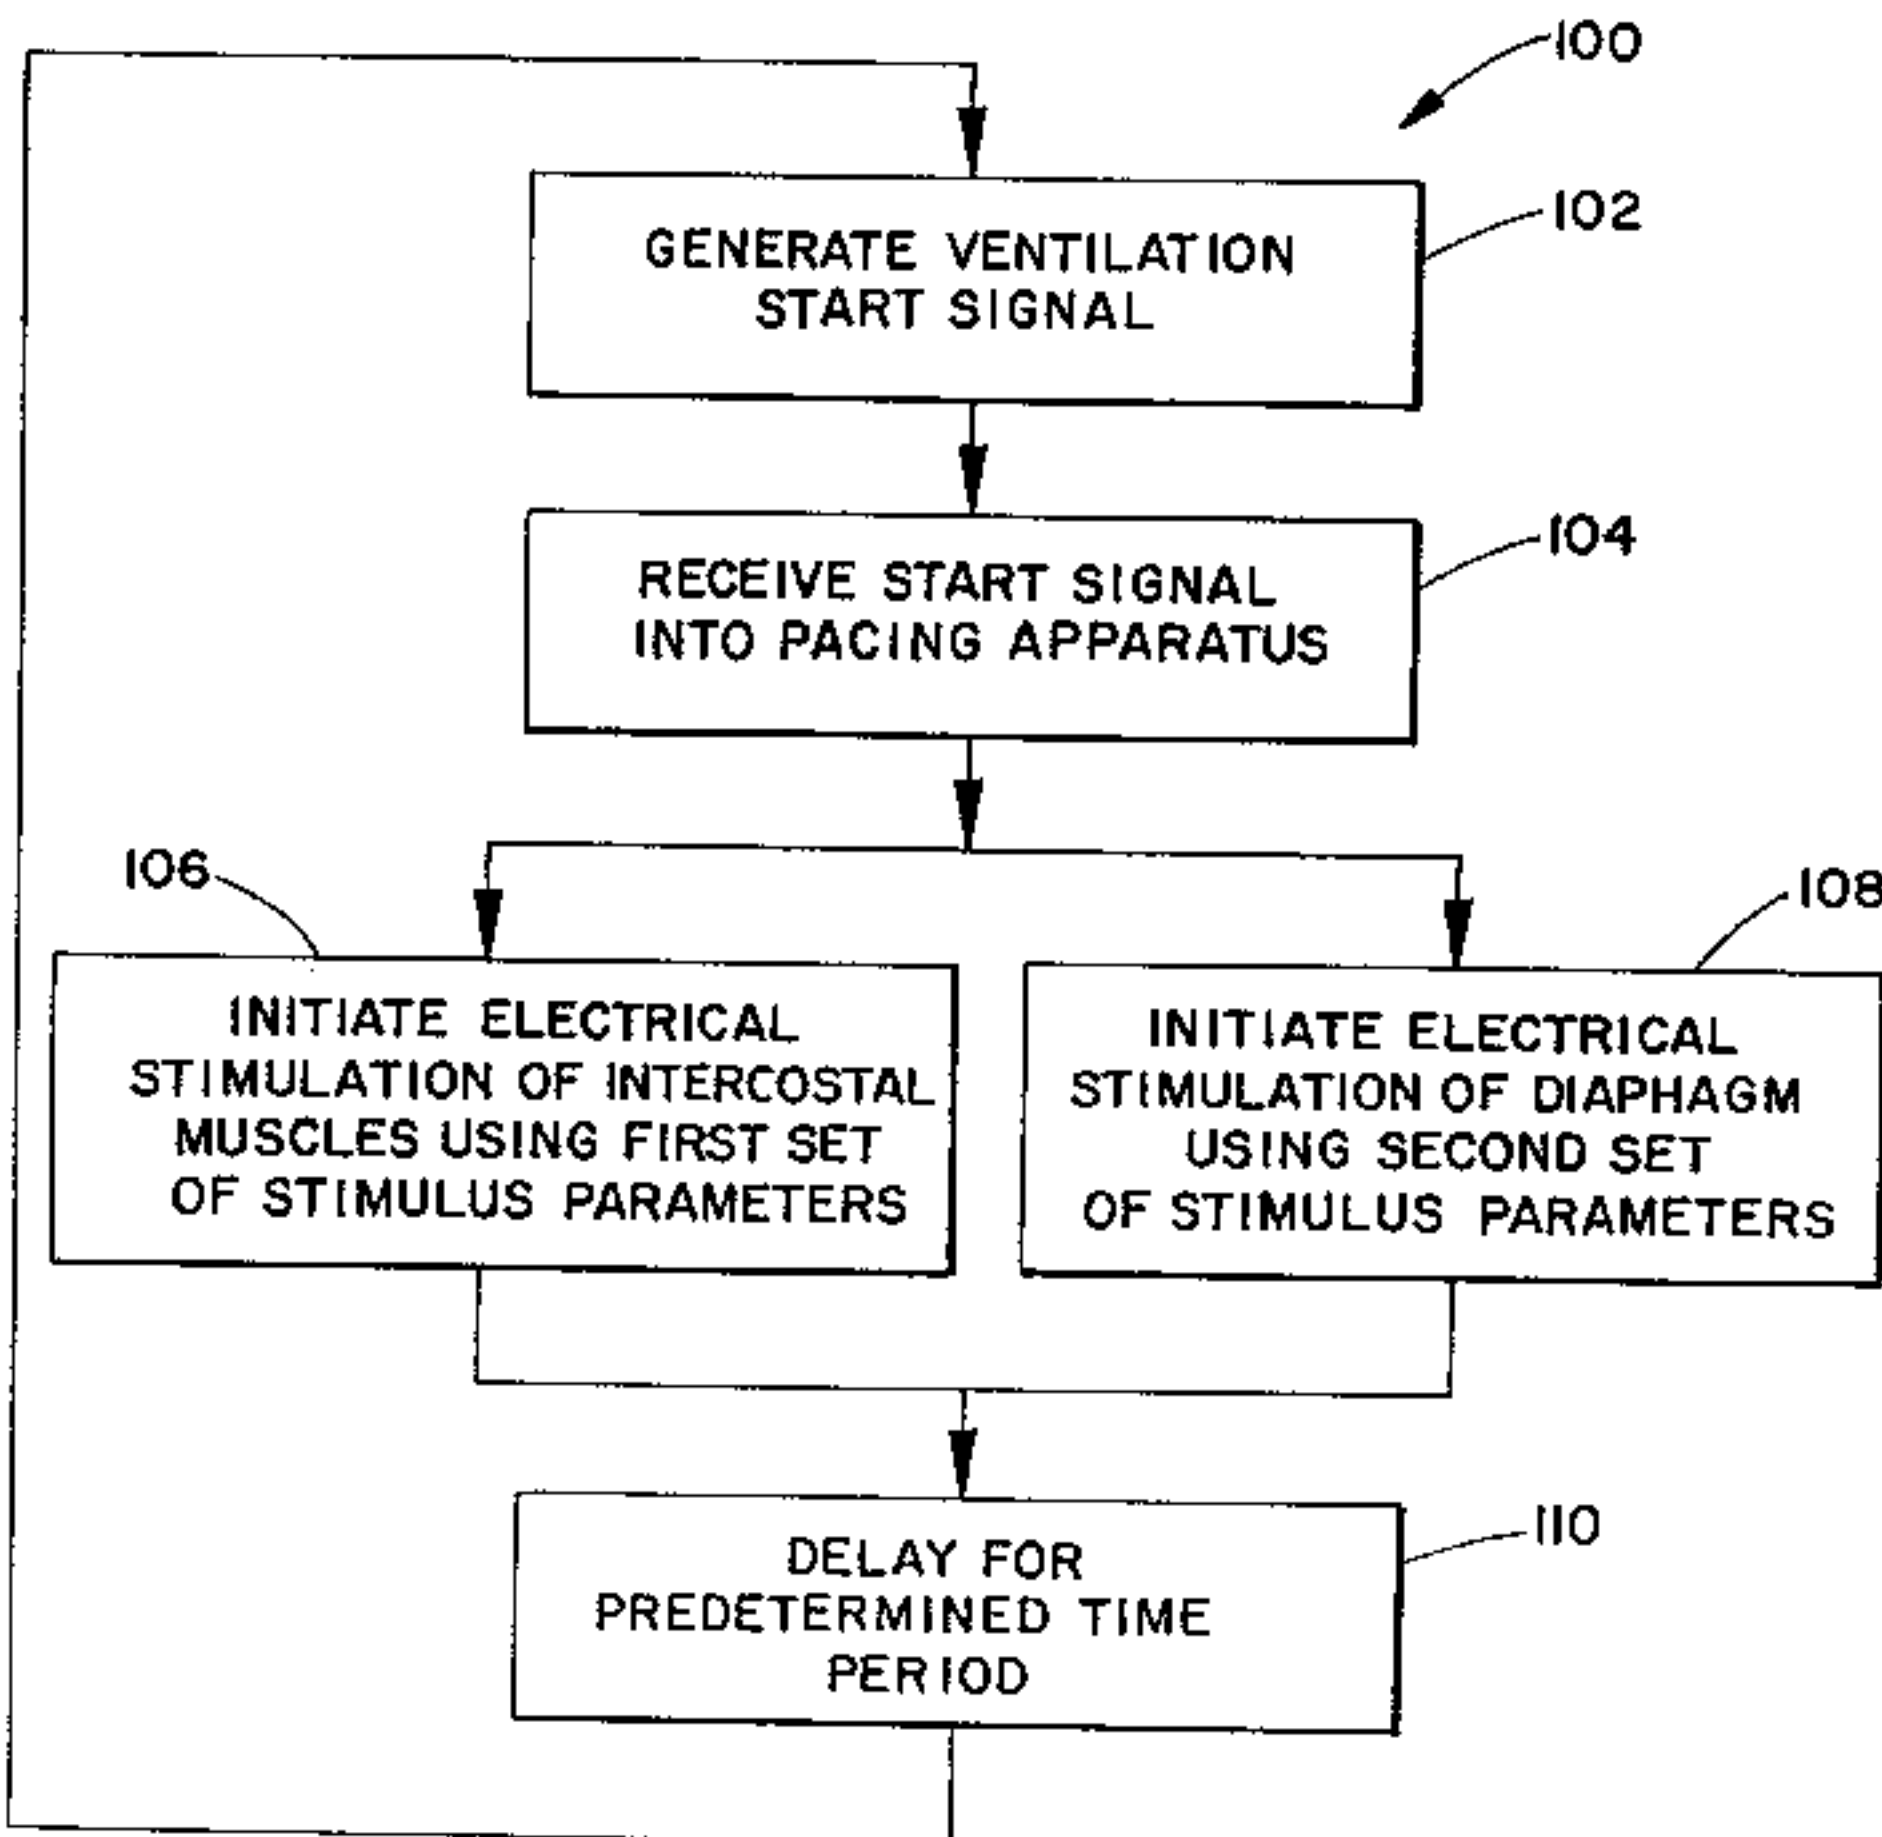 100
102
GENERATE VENTILATION
START SIGNAL
104
RECEIVE START SIGNAL
INTO PACING APPARATUS
106
108
INITIATE ELECTRICAL
STIMULATION OF INTERCOSTAL
MUSCLES USING FIRST SET
OF STIMULUS PARAMETERS
INITIATE ELECTRICAL
STIMULATION OF DIAPHAGM
USING SECOND SET
OF STIMULUS PARAMETERS
110
DELAY FOR
PREDETERMINED TIME
PERIOD